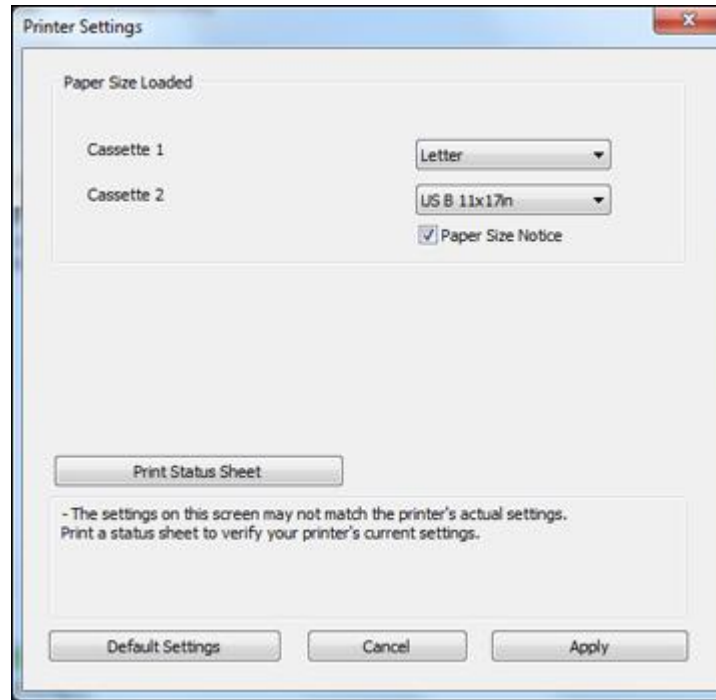 Printer Settings
Paper Size Loaded
Cassette 1
Letter
Cassette 2
US B 11x17in
Paper Size Notice
Print Status Sheet
- The settings on this screen may not match the printer's actual settings.
Print a status sheet to verify your printer's current settings.
Default Settings
Cancel
Apply